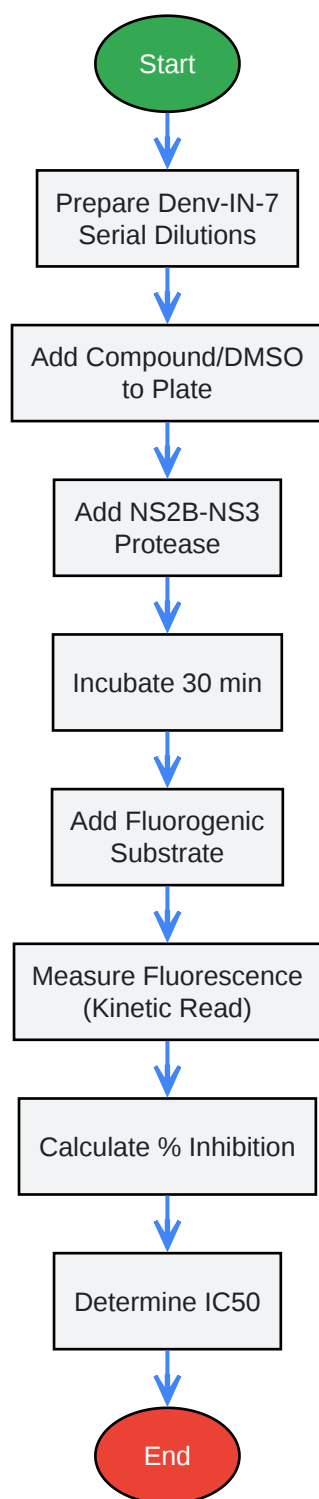 Start
Prepare Denv-IN-7
Serial Dilutions
Add Compound/DMSO
to Plate
Add NS2B-NS3
Protease
Incubate 30 min
Add Fluorogenic
Substrate
Measure Fluorescence
(Kinetic Read)
Calculate % Inhibition
Determine IC50
End